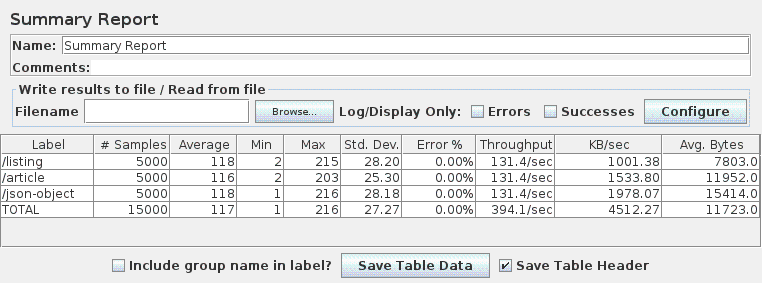 Summary Report
Name: Summary Report
Comments:
Write results to file / Read from file
Filename Browse... Log/Display Only: Errors Successes Configure
Label # Samples Average Min Max Std. Dev. Error % Throughput KB/sec Avg. Bytes
/listing 5000 118 2 215 28.20 0.00% 131.4/sec 1001.38 7803.0
/article 5000 116 2 203 25.30 0.00% 131.4/sec 1533.80 11952.0
/json-object 5000 118 1 216 28.18 0.00% 131.4/sec 1978.07 15414.0
TOTAL 15000 117 1 216 27.27 0.00% 394.1/sec 4512.27 11723.0
Include group name in label? Save Table Data Save Table Header